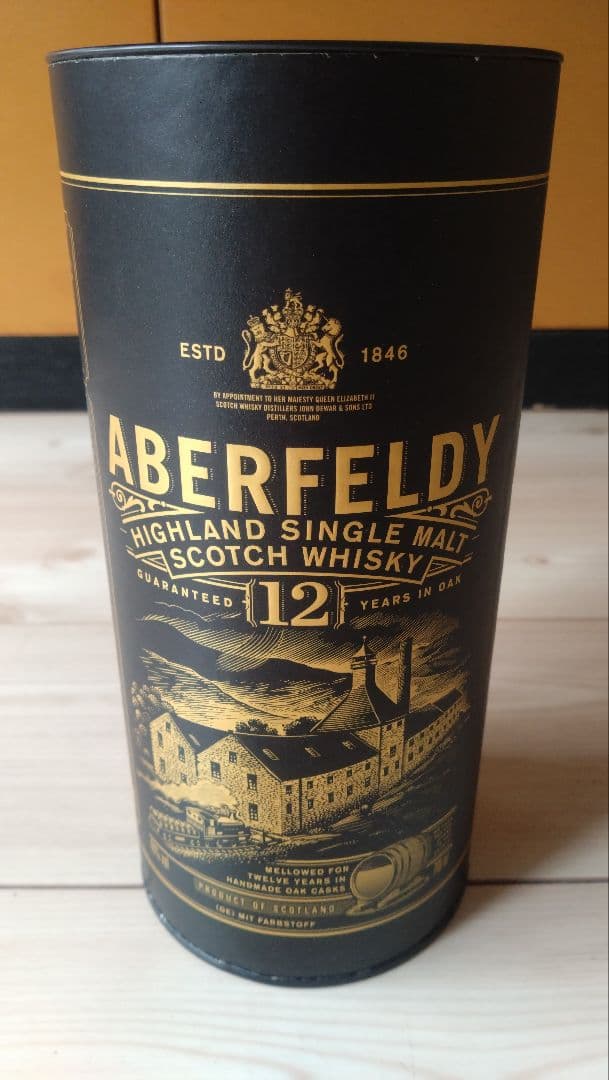 ESTD 1846
BY APPOINTMENT TO HER MAJESTY QUEEN ELIZABETH II
SCOTCH WHISKY DISTILLERS JOHN DEWAR & SONS LTD
PERTH, SCOTLAND
ABERFELDY
HIGHLAND SINGLE MALT
SCOTCH WHISKY
GUARANTEED 12 YEARS IN OAK
MELLOWED FOR
TWELVE YEARS IN
HANDMADE OAK CASKS
PRODUCT OF SCOTLAND
(DE) MIT FARBSTOFF